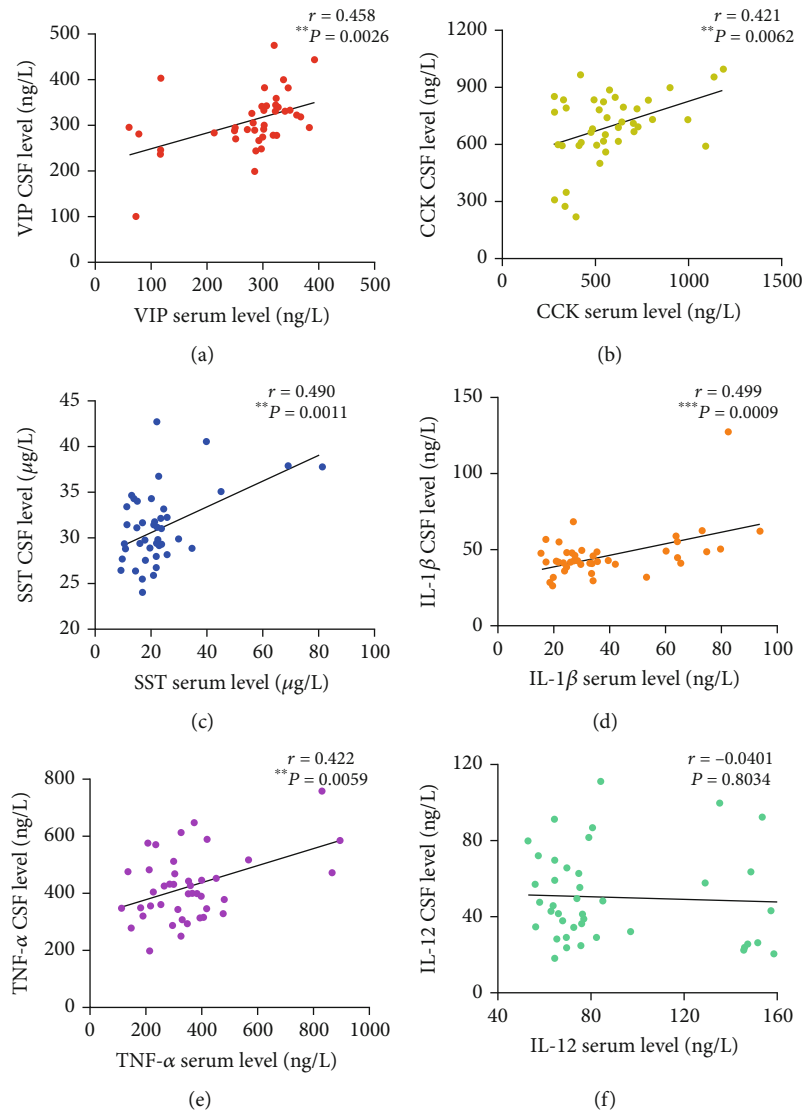 r = 0.458
**P = 0.0026
500
400
300
200
100
0
0 100 200 300 400 500
VIP CSF level (ng/L)
VIP serum level (ng/L)
(a)
r = 0.421
**P = 0.0062
1200
900
600
300
0
0 500 1000 1500
CCK CSF level (ng/L)
CCK serum level (ng/L)
(b)
r = 0.490
**P = 0.0011
45
40
35
30
25
20
0 20 40 60 80 100
SST CSF level (μg/L)
SST serum level (μg/L)
(c)
r = 0.499
***P = 0.0009
150
100
50
0
0 20 40 60 80 100
IL-1β CSF level (ng/L)
IL-1β serum level (ng/L)
(d)
r = 0.422
**P = 0.0059
800
600
400
200
0
0 200 400 600 800 1000
TNF-α CSF level (ng/L)
TNF-α serum level (ng/L)
(e)
r = –0.0401
P = 0.8034
120
80
40
0
40 80 120 160
IL-12 CSF level (ng/L)
IL-12 serum level (ng/L)
(f)